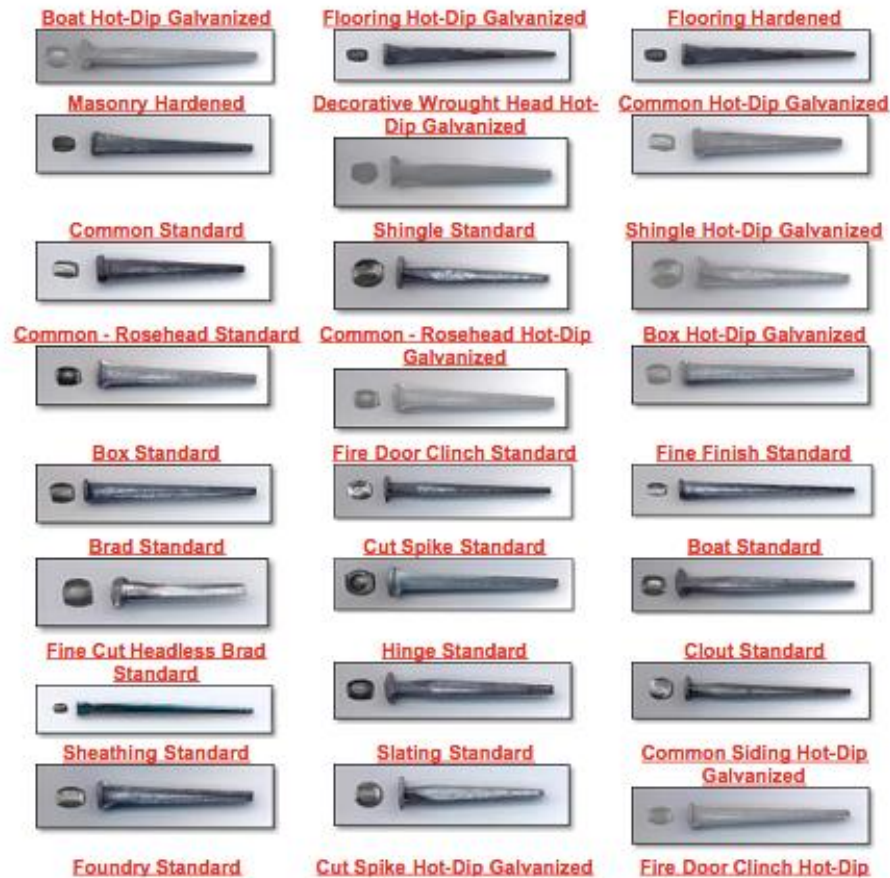 Boat Hot-Dip Galvanized
Flooring Hot-Dip Galvanized
Flooring Hardened
Masonry Hardened
Decorative Wrought Head Hot-
Dip Galvanized
Common Hot-Dip Galvanized
Common Standard
Shingle Standard
Shingle Hot-Dip Galvanized
Common - Rosehead Standard
Common - Rosehead Hot-Dip
Galvanized
Box Hot-Dip Galvanized
Box Standard
Fire Door Clinch Standard
Fine Finish Standard
Brad Standard
Cut Spike Standard
Boat Standard
Fine Cut Headless Brad
Standard
Hinge Standard
Clout Standard
Sheathing Standard
Slating Standard
Common Siding Hot-Dip
Galvanized
Foundry Standard
Cut Spike Hot-Dip Galvanized
Fire Door Clinch Hot-Dip